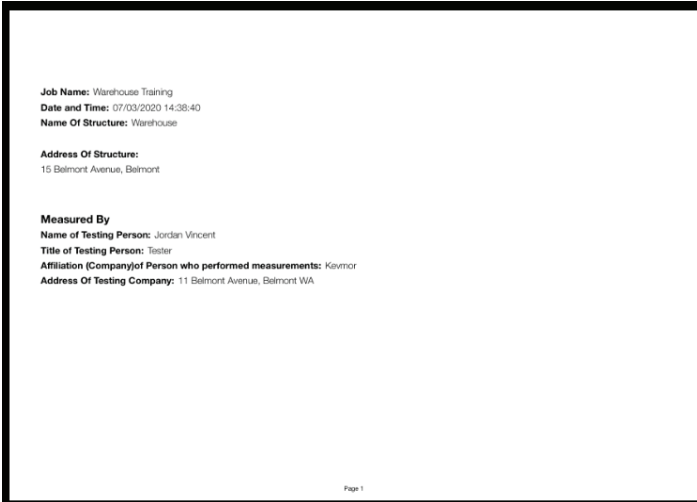 Job Name: Warehouse Training
Date and Time: 07/03/2020 14:38:40
Name Of Structure: Warehouse
Address Of Structure:
15 Belmont Avenue, Belmont
Measured By
Name of Testing Person: Jordan Vincent
Title of Testing Person: Tester
Affiliation (Company)of Person who performed measurements: Kevmor
Address Of Testing Company: 11 Belmont Avenue, Belmont WA
Page 1